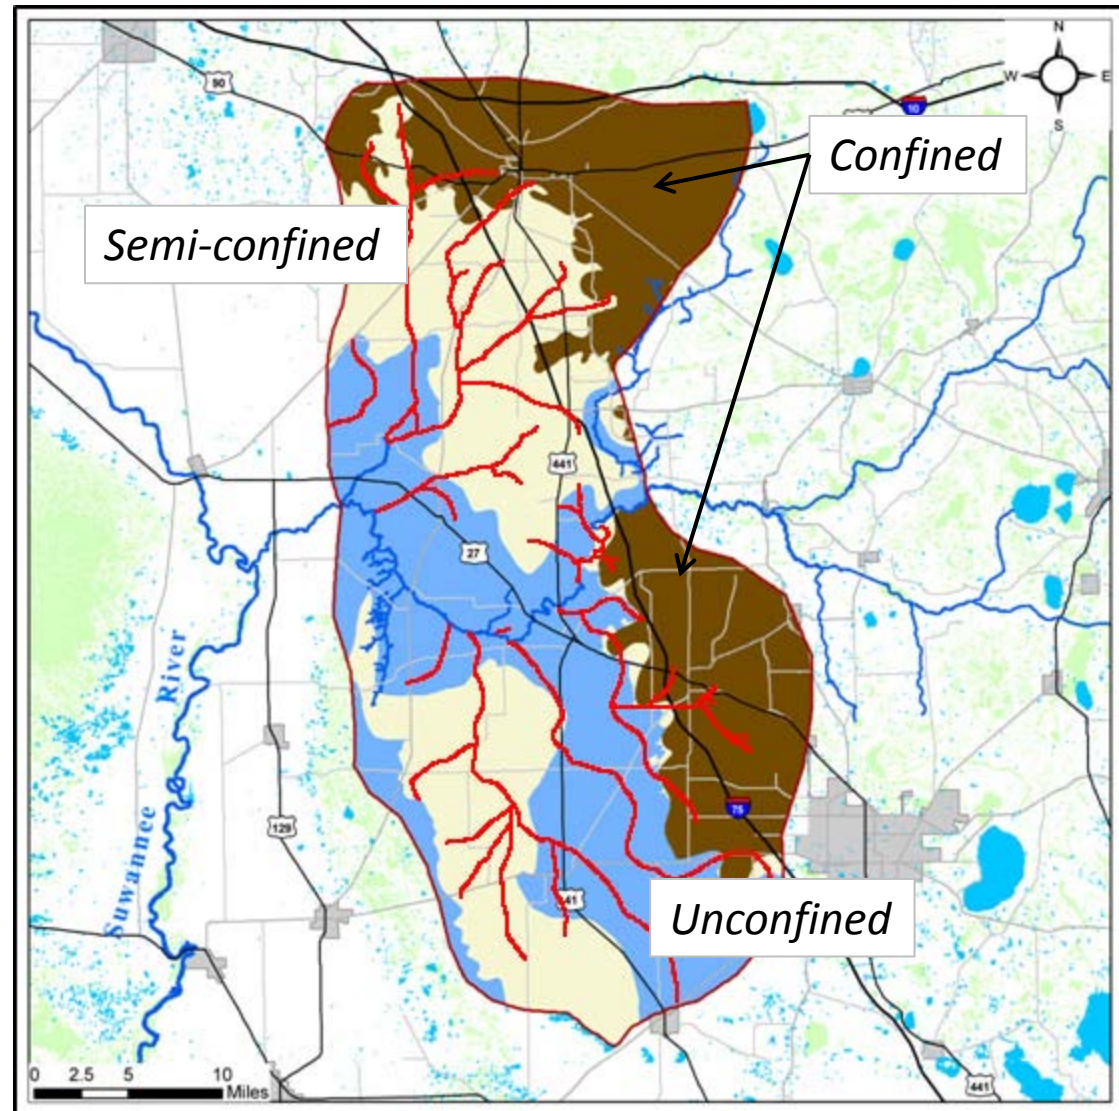 N
W E
S
90
10
Confined
Semi-confined
441
27
Suwannee River
129
75
41
Unconfined
0 2.5 5 10
Miles
441